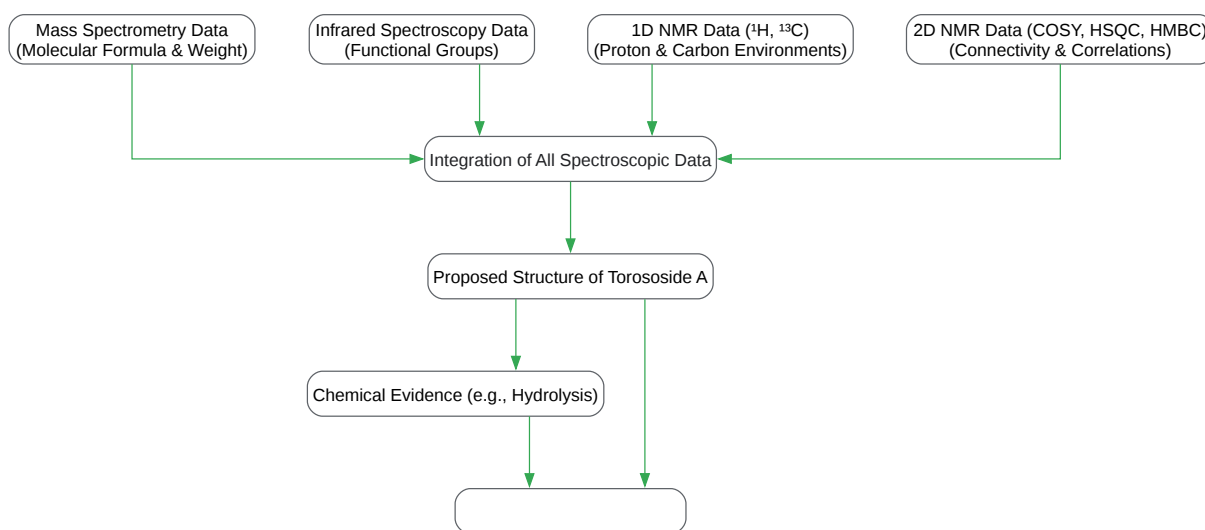 Mass Spectrometry Data
(Molecular Formula & Weight)
Infrared Spectroscopy Data
(Functional Groups)
1D NMR Data (¹H, ¹³C)
(Proton & Carbon Environments)
2D NMR Data (COSY, HSQC, HMBC)
(Connectivity & Correlations)
Integration of All Spectroscopic Data
Proposed Structure of Torososide A
Chemical Evidence (e.g., Hydrolysis)